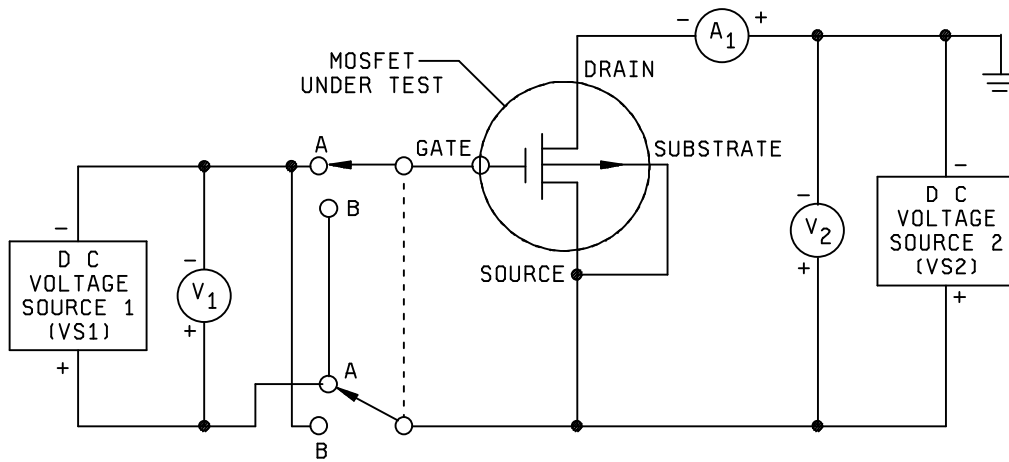 - A1 +
MOSFET
UNDER TEST
DRAIN
A
GATE
SUBSTRATE
B
-
-
D C
VOLTAGE
SOURCE 1
(VS1)
+
-
V1
+
SOURCE
-
V2
+
-
D C
VOLTAGE
SOURCE 2
(VS2)
+
A
B